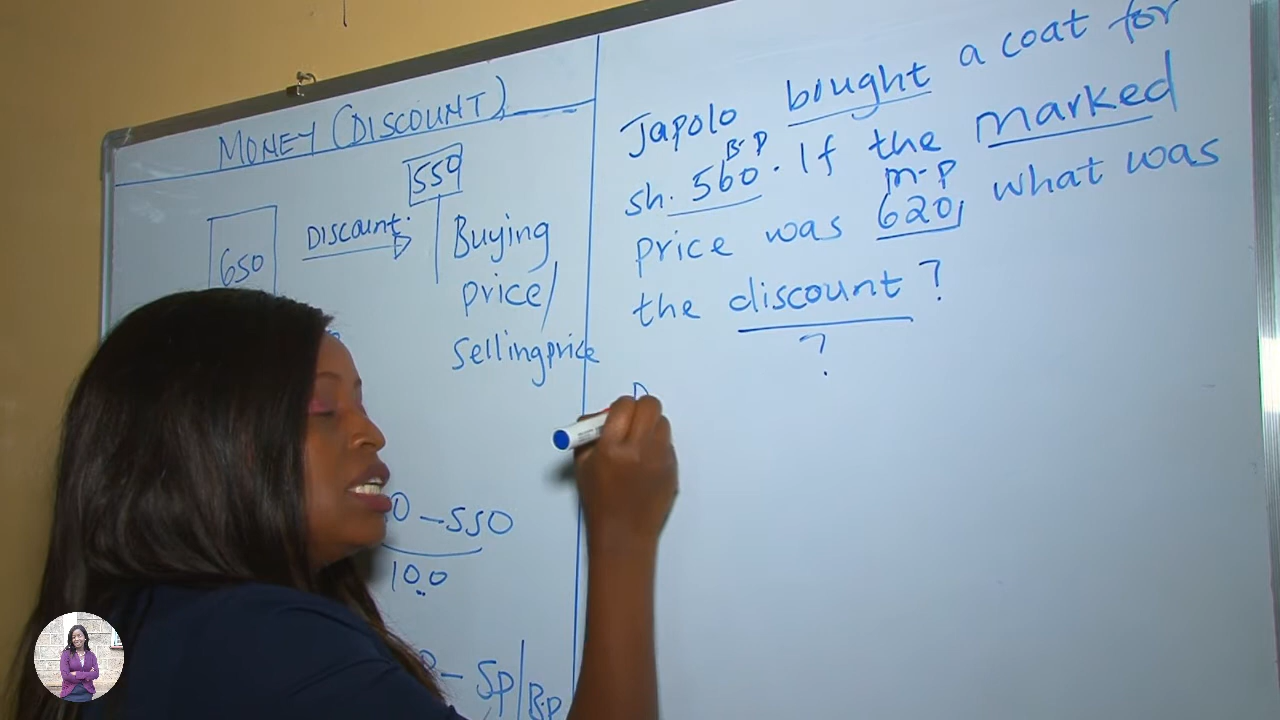 MONEY (DISCOUNT)
550
650
DISCOUNT.
Buying
price/
Selling price
0 - 550
100
P - SP/B.P
Japolo bought a coat for
B.P
sh. 560. If the marked
m.p
price was 620, what was
the discount?
?
D